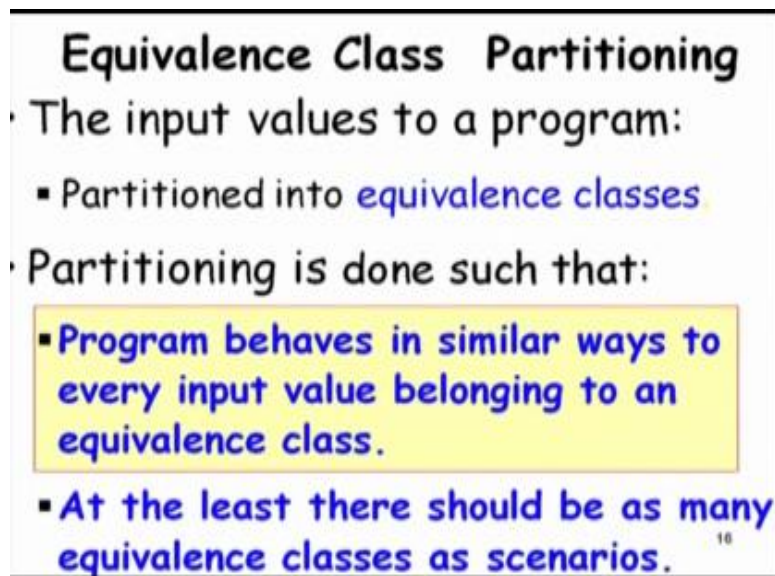 Equivalence Class Partitioning
• The input values to a program:
▪ Partitioned into equivalence classes.
• Partitioning is done such that:
▪ Program behaves in similar ways to
every input value belonging to an
equivalence class.
▪ At the least there should be as many
equivalence classes as scenarios.
16